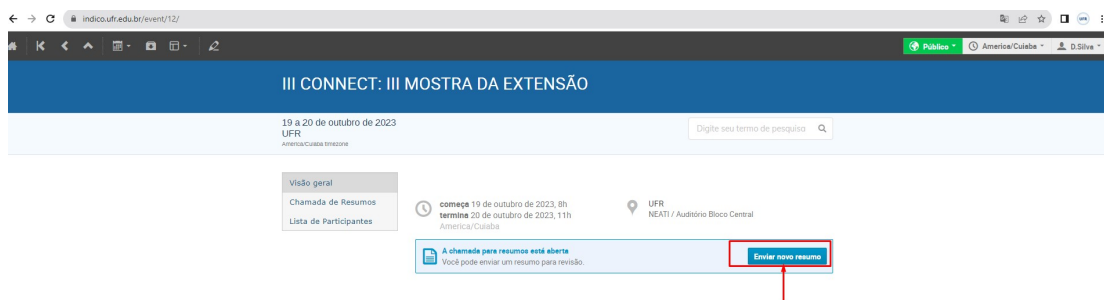 indico.ufr.edu.br/event/12/
UFR
Público
America/Cuiaba
D.Silva
III CONNECT: III MOSTRA DA EXTENSÃO
19 a 20 de outubro de 2023
UFR
America/Cuiaba timezone
Digite seu termo de pesquisa
Visão geral
Chamada de Resumos
Lista de Participantes
começa 19 de outubro de 2023, 8h
termina 20 de outubro de 2023, 11h
America/Cuiaba
UFR
NEATI / Auditório Bloco Central
A chamada para resumos está aberta
Você pode enviar um resumo para revisão.
Enviar novo resumo